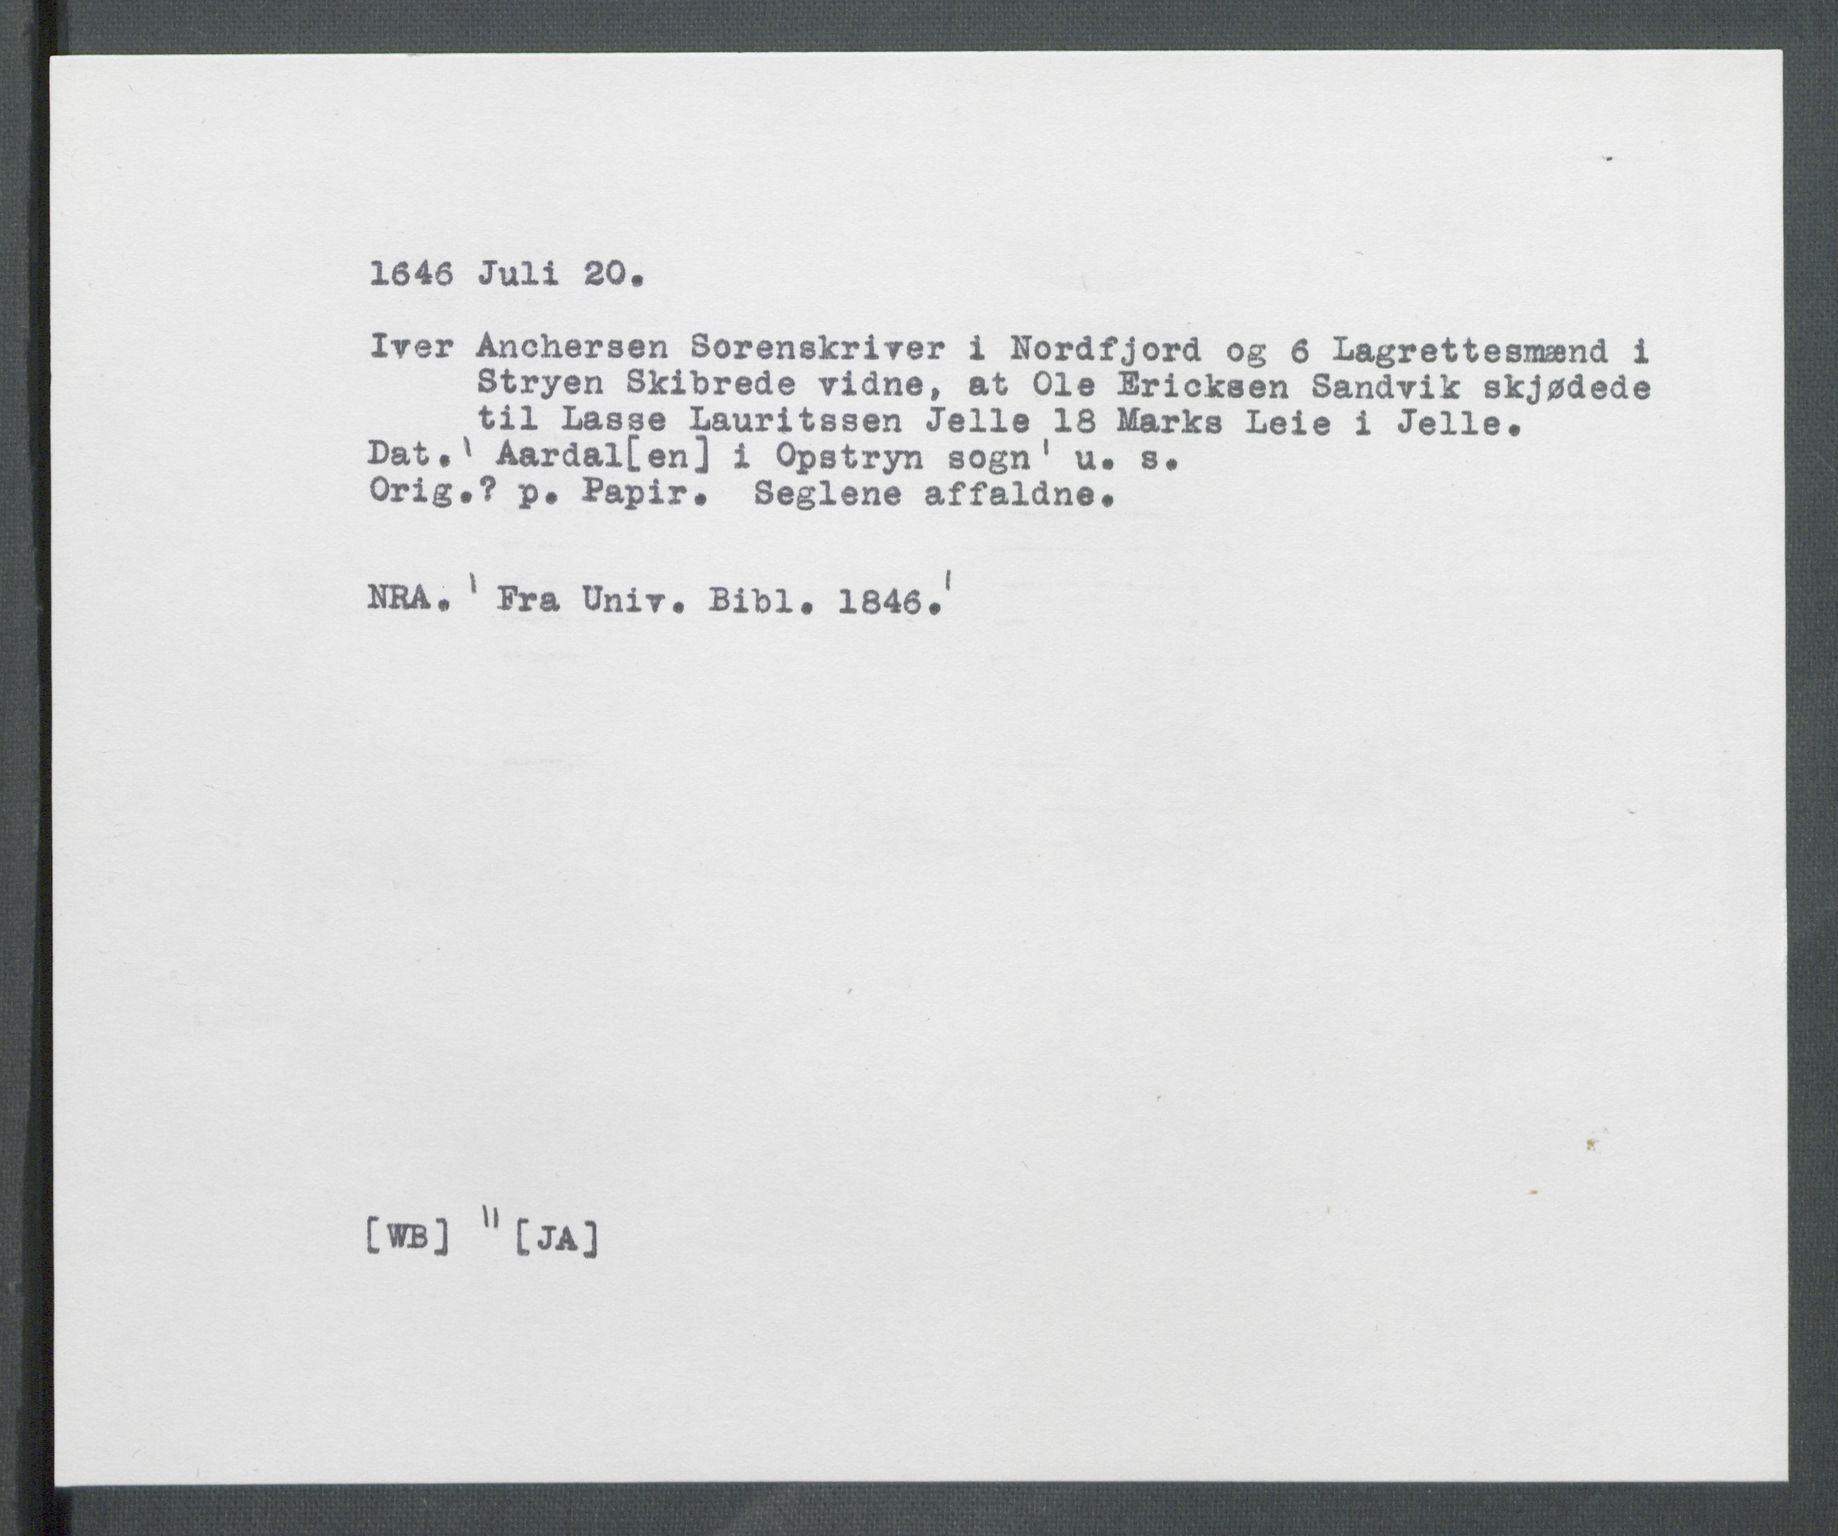 1646 Juli 20.
Iver Anchersen Sorenskriver i Nordfjord og 6 Lagrettesmænd i
Stryen Skibrede vidne, at Ole Ericksen Sandvik skjødede
til Lasse Lauritssen Jelle 18 Marks Leie i Jelle.
Dat.' Aardal[en] i Opstryn sogn' u. s.
Orig.? p. Papir. Seglene affaldne.
NRA. ' Fra Univ. Bibl. 1846.'
[WB] " [JA]